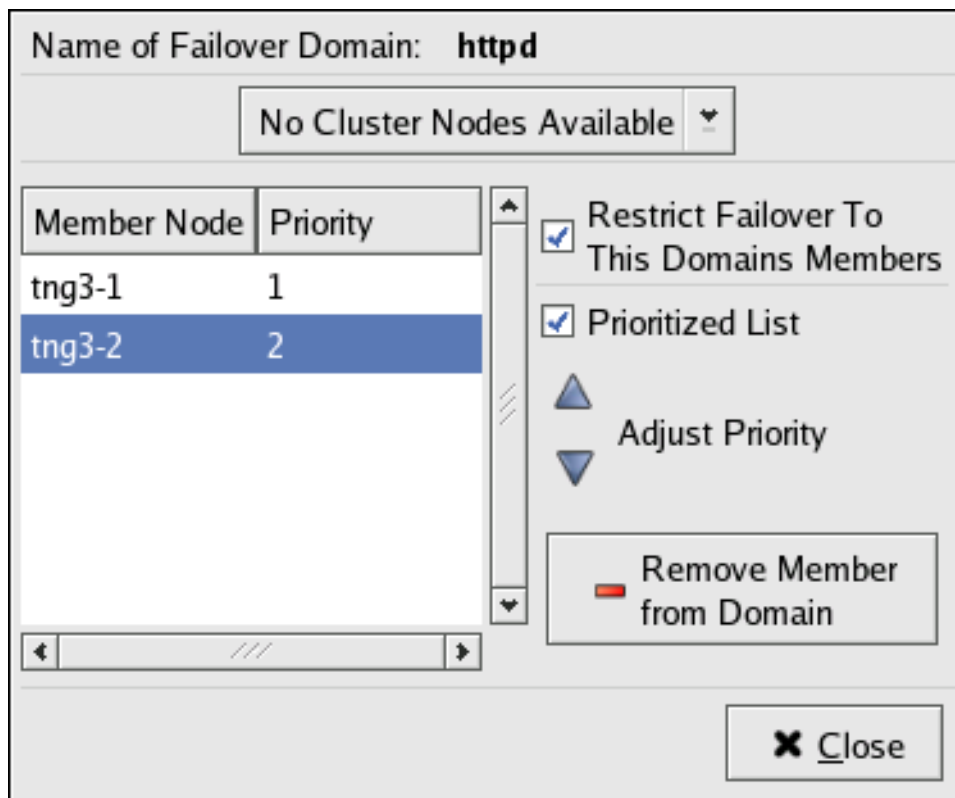 Name of Failover Domain: httpd
No Cluster Nodes Available
Member Node Priority
tng3-1 1
tng3-2 2
Restrict Failover To
This Domains Members
Prioritized List
Adjust Priority
Remove Member
from Domain
Close